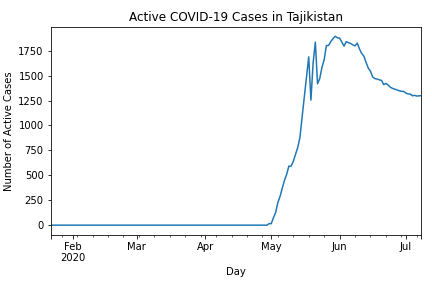 Active COVID-19 Cases in Tajikistan
Number of Active Cases
1750
1500
1250
1000
750
500
250
0
Feb
2020
Mar
Apr
May
Jun
Jul
Day